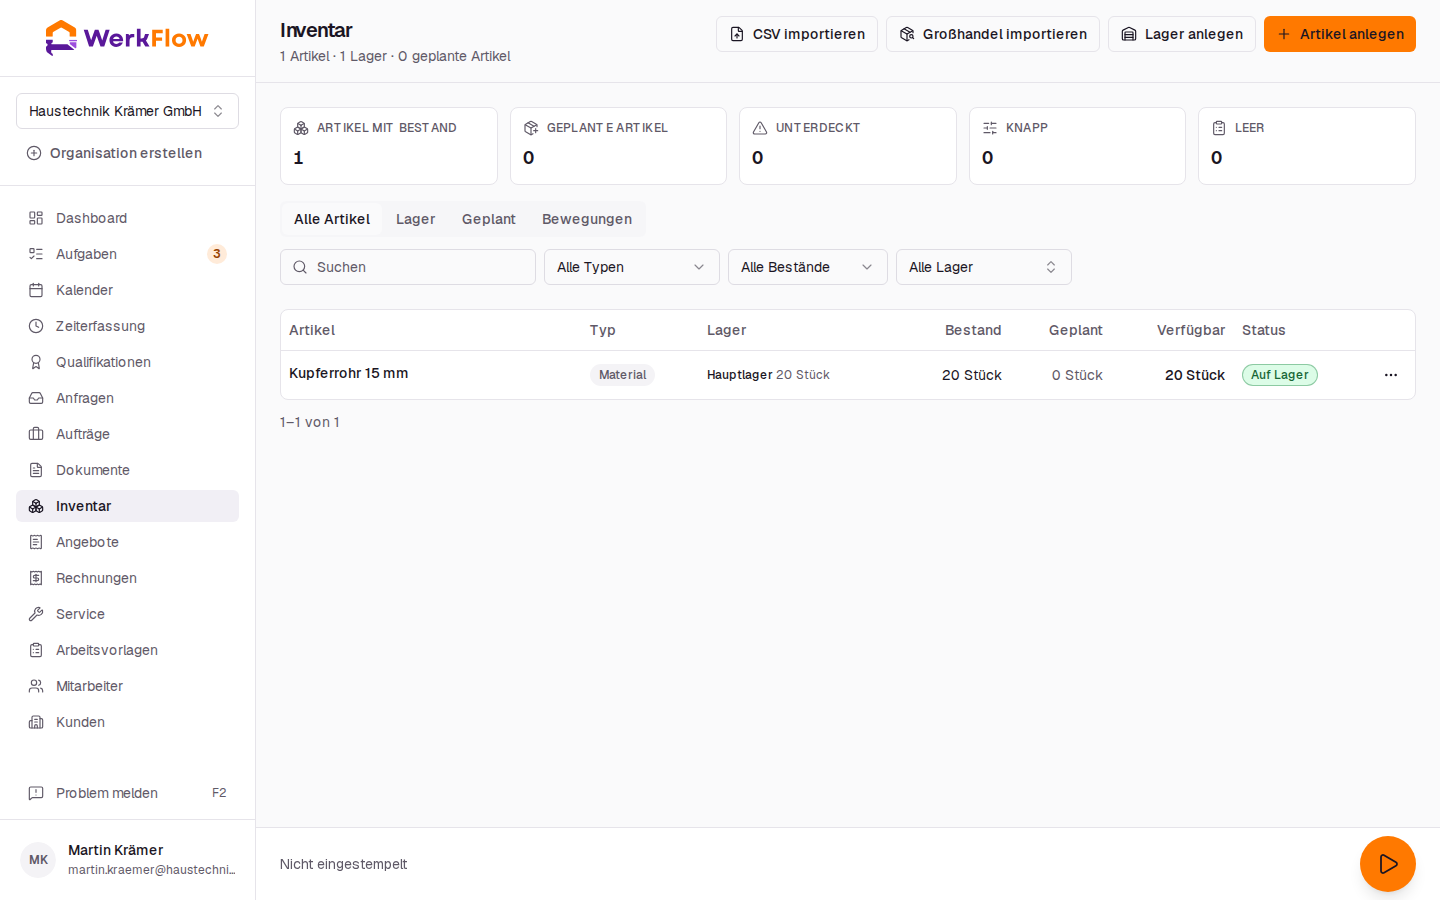 WerkFlow
Haustechnik Krämer GmbH
Organisation erstellen
Dashboard
Aufgaben 3
Kalender
Zeiterfassung
Qualifikationen
Anfragen
Aufträge
Dokumente
Inventar
Angebote
Rechnungen
Service
Arbeitsvorlagen
Mitarbeiter
Kunden
Problem melden F2
MK Martin Krämer
martin.kraemer@haustechni...
Inventar
1 Artikel · 1 Lager · 0 geplante Artikel
CSV importieren Großhandel importieren Lager anlegen Artikel anlegen
ARTIKEL MIT BESTAND GEPLANTE ARTIKEL UNTERDECKT KNAPP LEER
1 0 0 0 0
Alle Artikel Lager Geplant Bewegungen
Suchen Alle Typen Alle Bestände Alle Lager
Artikel Typ Lager Bestand Geplant Verfügbar Status
Kupferrohr 15 mm Material Hauptlager 20 Stück 20 Stück 0 Stück 20 Stück Auf Lager
1–1 von 1
Nicht eingestempelt